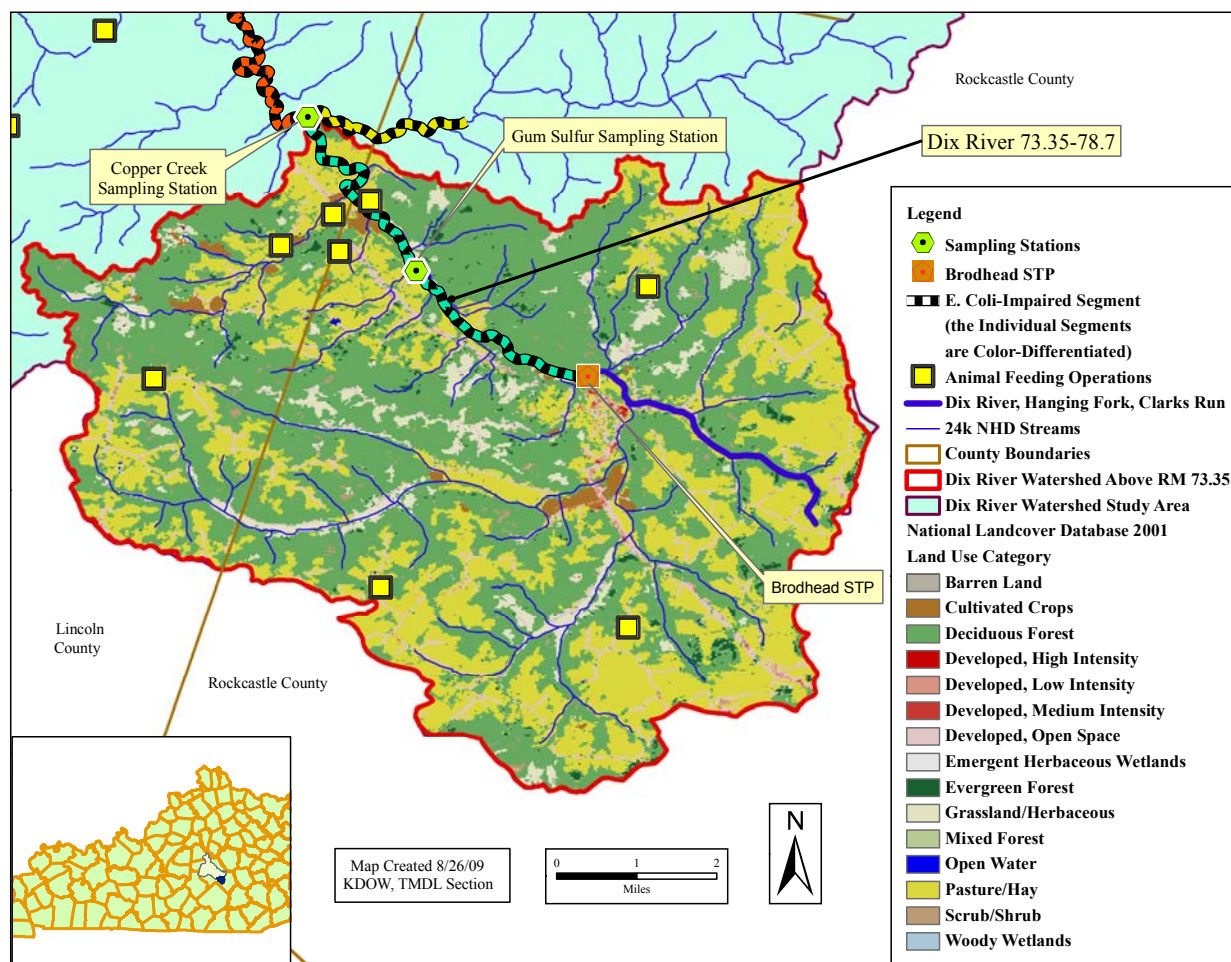 Rockcastle County
Gum Sulfur Sampling Station
Dix River 73.35-78.7
Copper Creek
Sampling Station
Legend
Sampling Stations
Brodhead STP
E. Coli-Impaired Segment
(the Individual Segments
are Color-Differentiated)
Animal Feeding Operations
Dix River, Hanging Fork, Clarks Run
24k NHD Streams
County Boundaries
Dix River Watershed Above RM 73.35
Dix River Watershed Study Area
National Landcover Database 2001
Land Use Category
Barren Land
Cultivated Crops
Deciduous Forest
Developed, High Intensity
Developed, Low Intensity
Developed, Medium Intensity
Developed, Open Space
Emergent Herbaceous Wetlands
Evergreen Forest
Grassland/Herbaceous
Mixed Forest
Open Water
Pasture/Hay
Scrub/Shrub
Woody Wetlands
Brodhead STP
Lincoln
County
Rockcastle County
Map Created 8/26/09
KDOW, TMDL Section
0 1 2
Miles
N